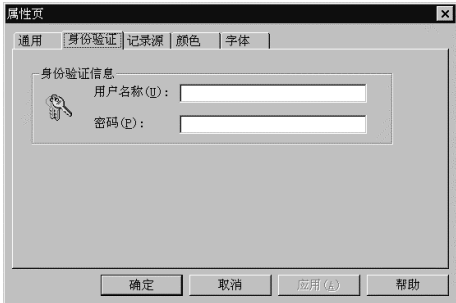 属性页
通用 身份验证 记录源 颜色 字体
身份验证信息
用户名称(U):
密码(P):
确定 取消 应用(A) 帮助